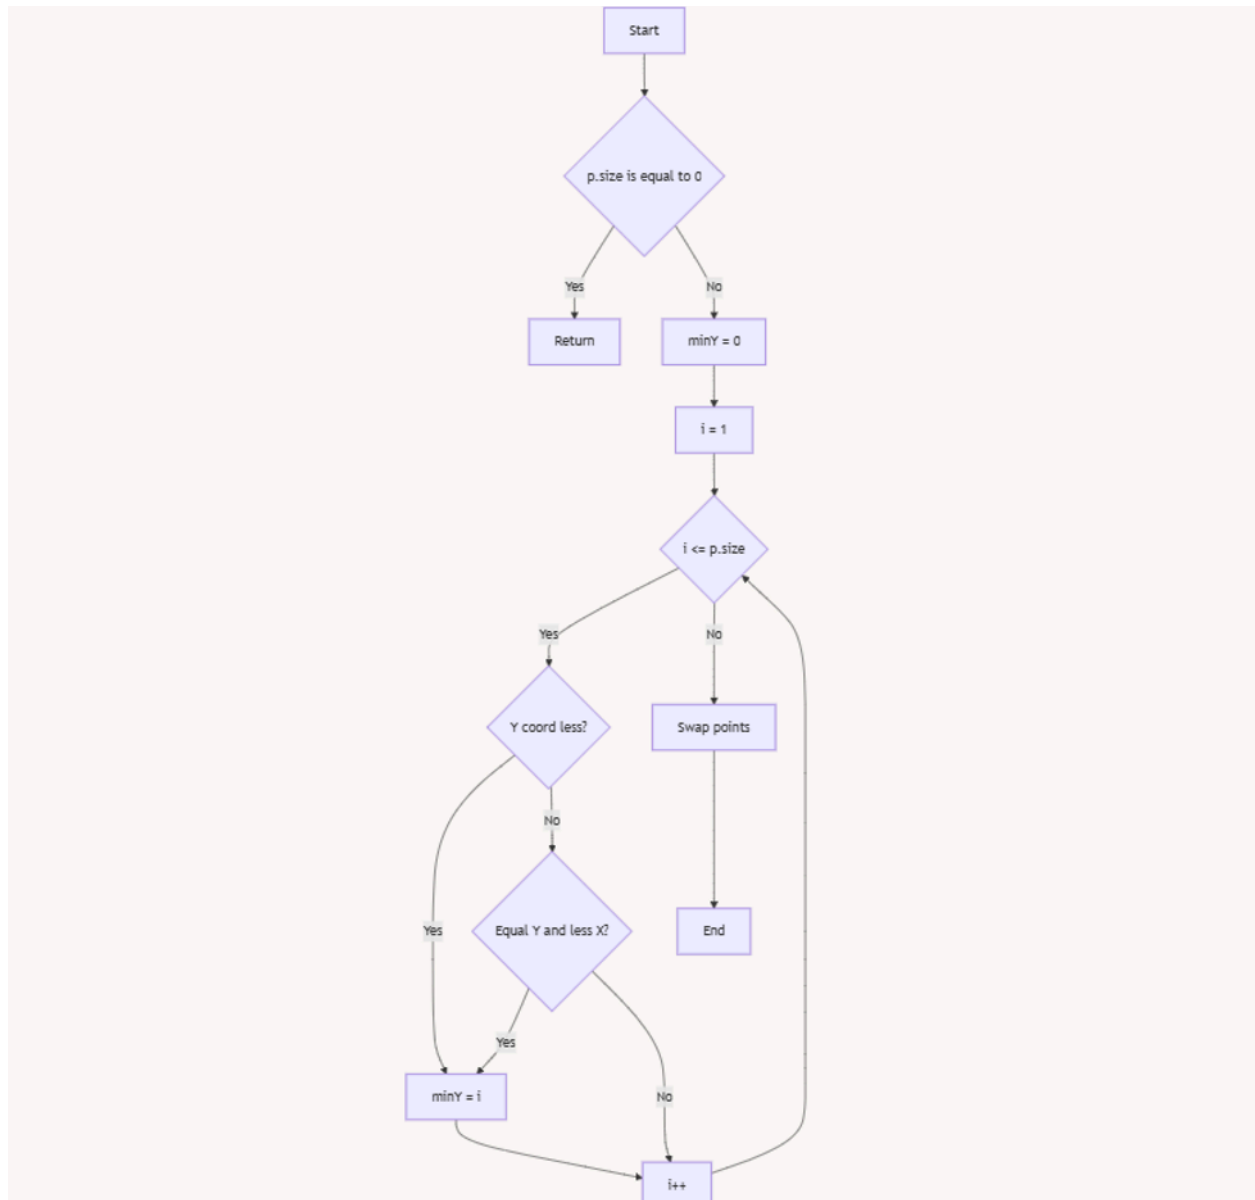 Start
p.size is equal to 0
Yes
No
Return
minY = 0
i = 1
i <= p.size
Yes
No
Y coord less?
Swap points
No
Yes
Equal Y and less X?
End
Yes
minY = i
No
i++